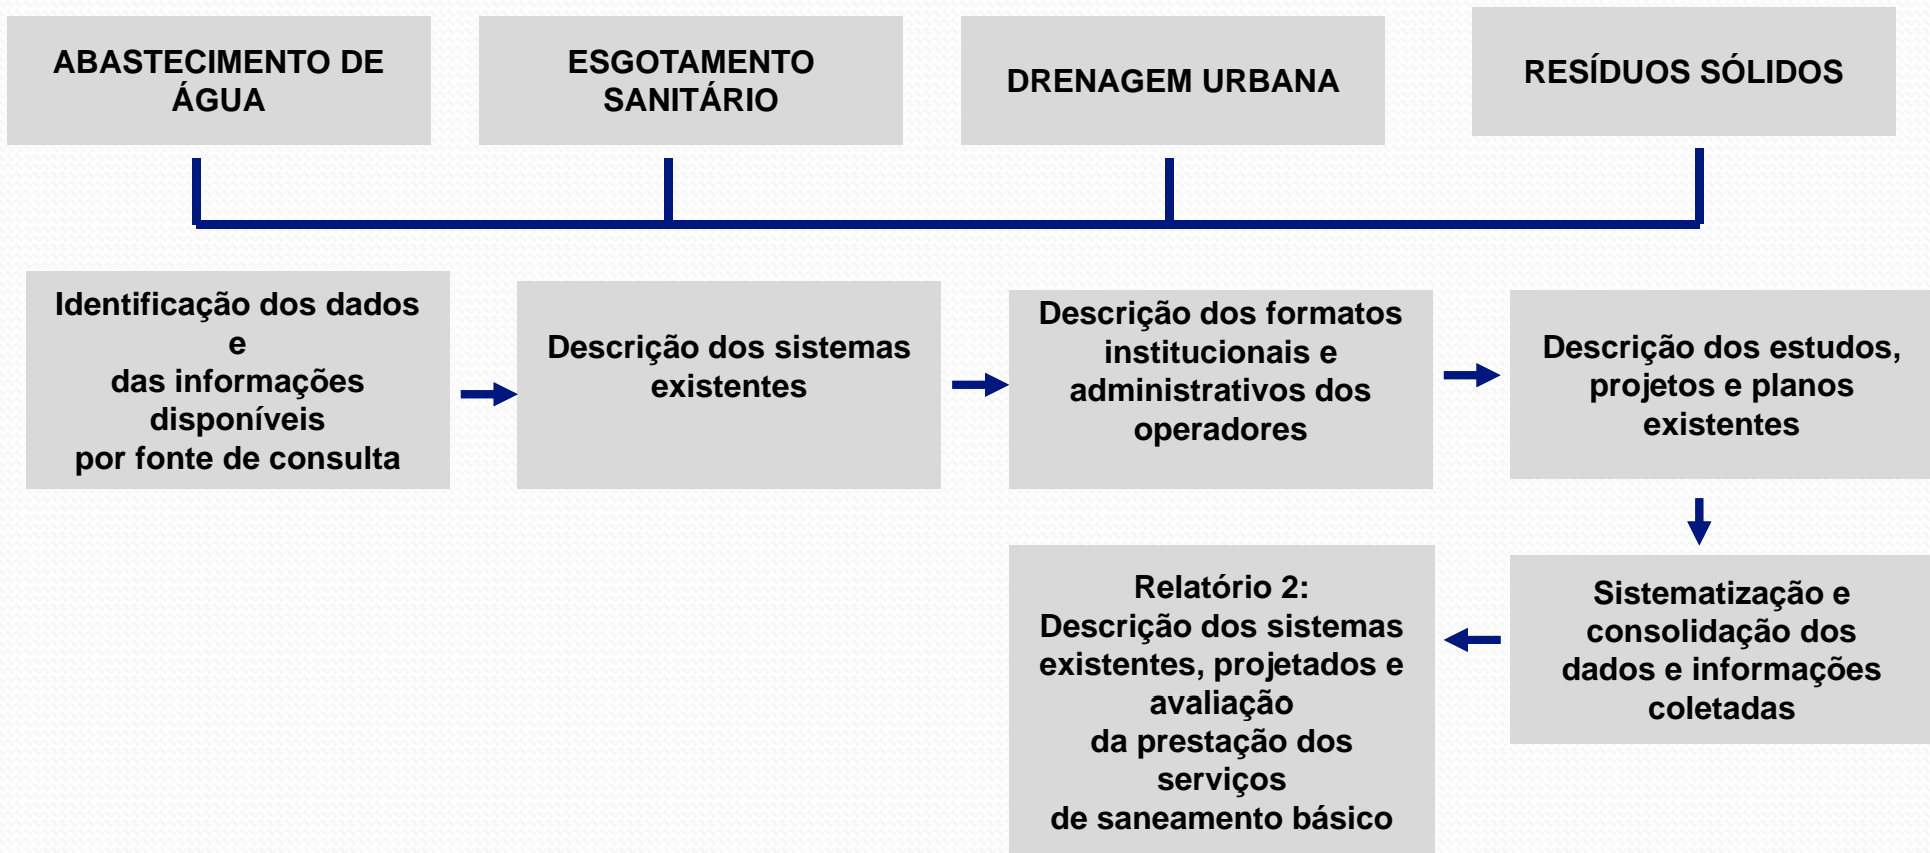 ABASTECIMENTO DE
ÁGUA
ESGOTAMENTO
SANITÁRIO
DRENAGEM URBANA
RESÍDUOS SÓLIDOS
Identificação dos dados
e
das informações
disponíveis
por fonte de consulta
Descrição dos sistemas
existentes
Descrição dos formatos
institucionais e
administrativos dos
operadores
Descrição dos estudos,
projetos e planos
existentes
Sistematização e
consolidação dos
dados e informações
coletadas
Relatório 2:
Descrição dos sistemas
existentes, projetados e
avaliação
da prestação dos
serviços
de saneamento básico